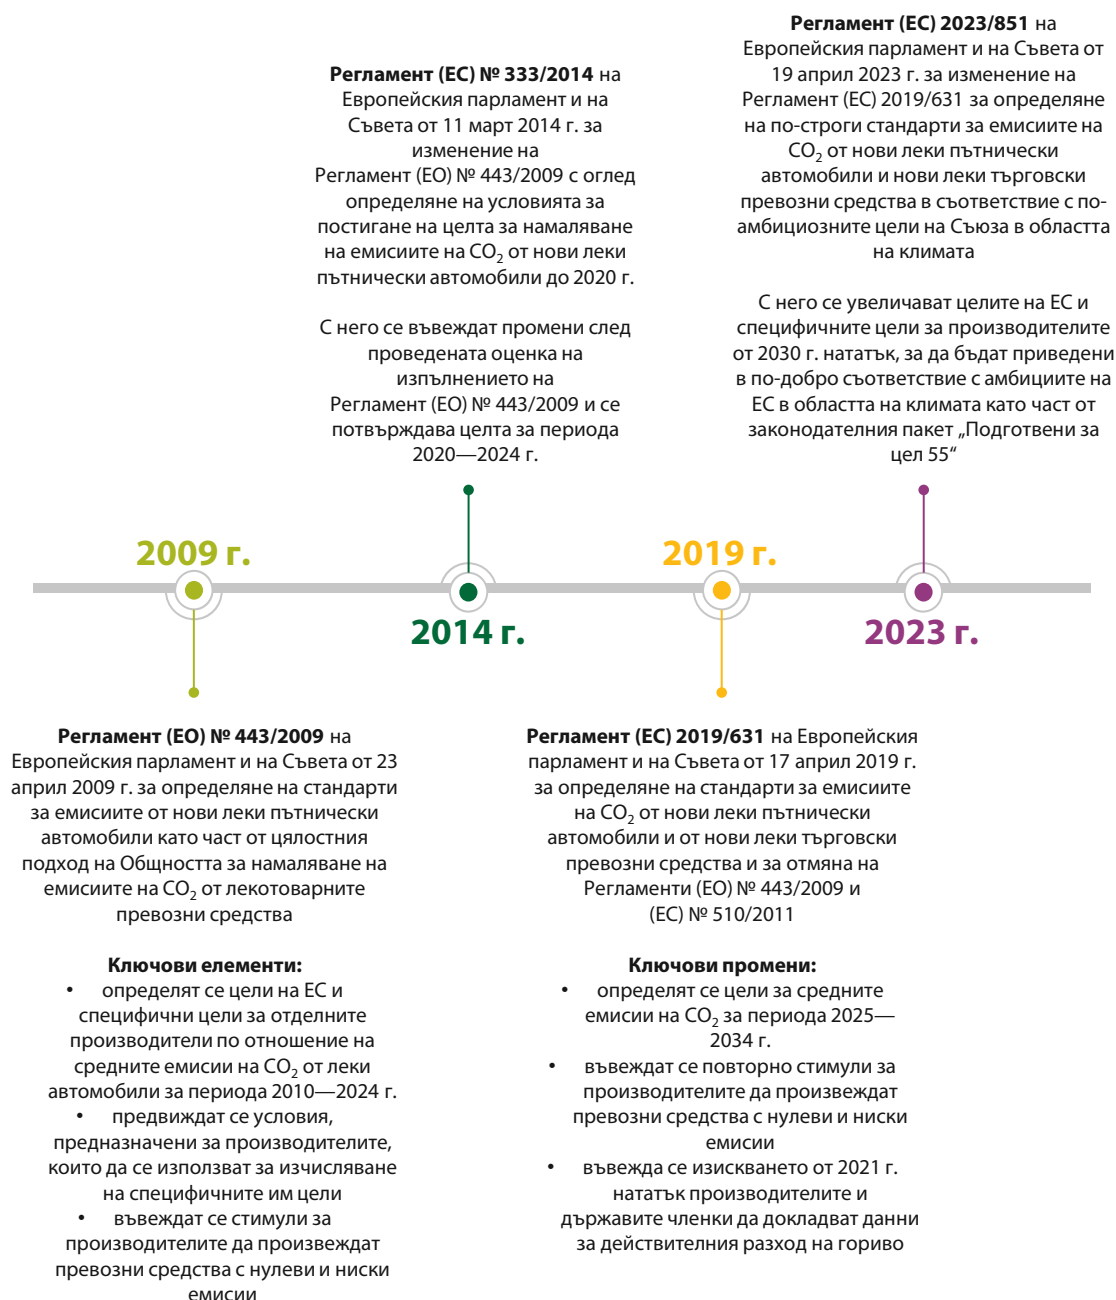 Регламент (ЕС) № 333/2014 на
Европейския парламент и на
Съвета от 11 март 2014 г. за
изменение на
Регламент (ЕО) № 443/2009 с оглед
определяне на условията за
постигане на целта за намаляване
на емисиите на CO2 от нови леки
пътнически автомобили до 2020 г.
С него се въвеждат промени след
проведената оценка на
изпълнението на
Регламент (ЕО) № 443/2009 и се
потвърждава целта за периода
2020—2024 г.
Регламент (ЕС) 2023/851 на
Европейския парламент и на Съвета от
19 април 2023 г. за изменение на
Регламент (ЕС) 2019/631 за определяне
на по-строги стандарти за емисиите на
CO2 от нови леки пътнически
автомобили и нови леки търговски
превозни средства в съответствие с по-
амбициозните цели на Съюза в областта
на климата
С него се увеличават целите на ЕС и
специфичните цели за производителите
от 2030 г. нататък, за да бъдат приведени
в по-добро съответствие с амбициите на
ЕС в областта на климата като част от
законодателния пакет „Подготвени за
цел 55“
2009 г.
2014 г.
2019 г.
2023 г.
Регламент (ЕО) № 443/2009 на
Европейския парламент и на Съвета от 23
април 2009 г. за определяне на стандарти
за емисиите от нови леки пътнически
автомобили като част от цялостния
подход на Общността за намаляване на
емисиите на CO2 от лекотоварните
превозни средства
Ключови елементи:
• определят се цели на ЕС и
специфични цели за отделните
производители по отношение на
средните емисии на CO2 от леки
автомобили за периода 2010—2024 г.
• предвиждат се условия,
предназначени за производителите,
които да се използват за изчисляване
на специфичните им цели
• въвеждат се стимули за
производителите да произвеждат
превозни средства с нулеви и ниски
емисии
Регламент (ЕС) 2019/631 на Европейския
парламент и на Съвета от 17 април 2019 г.
за определяне на стандарти за емисиите
на CO2 от нови леки пътнически
автомобили и от нови леки търговски
превозни средства и за отмяна на
Регламенти (ЕО) № 443/2009 и
(ЕС) № 510/2011
Ключови промени:
• определят се цели за средните
емисии на CO2 за периода 2025—
2034 г.
• въвеждат се повторно стимули за
производителите да произвеждат
превозни средства с нулеви и ниски
емисии
• въвежда се изискването от 2021 г.
нататък производителите и
държавите членки да докладват данни
за действителния разход на гориво